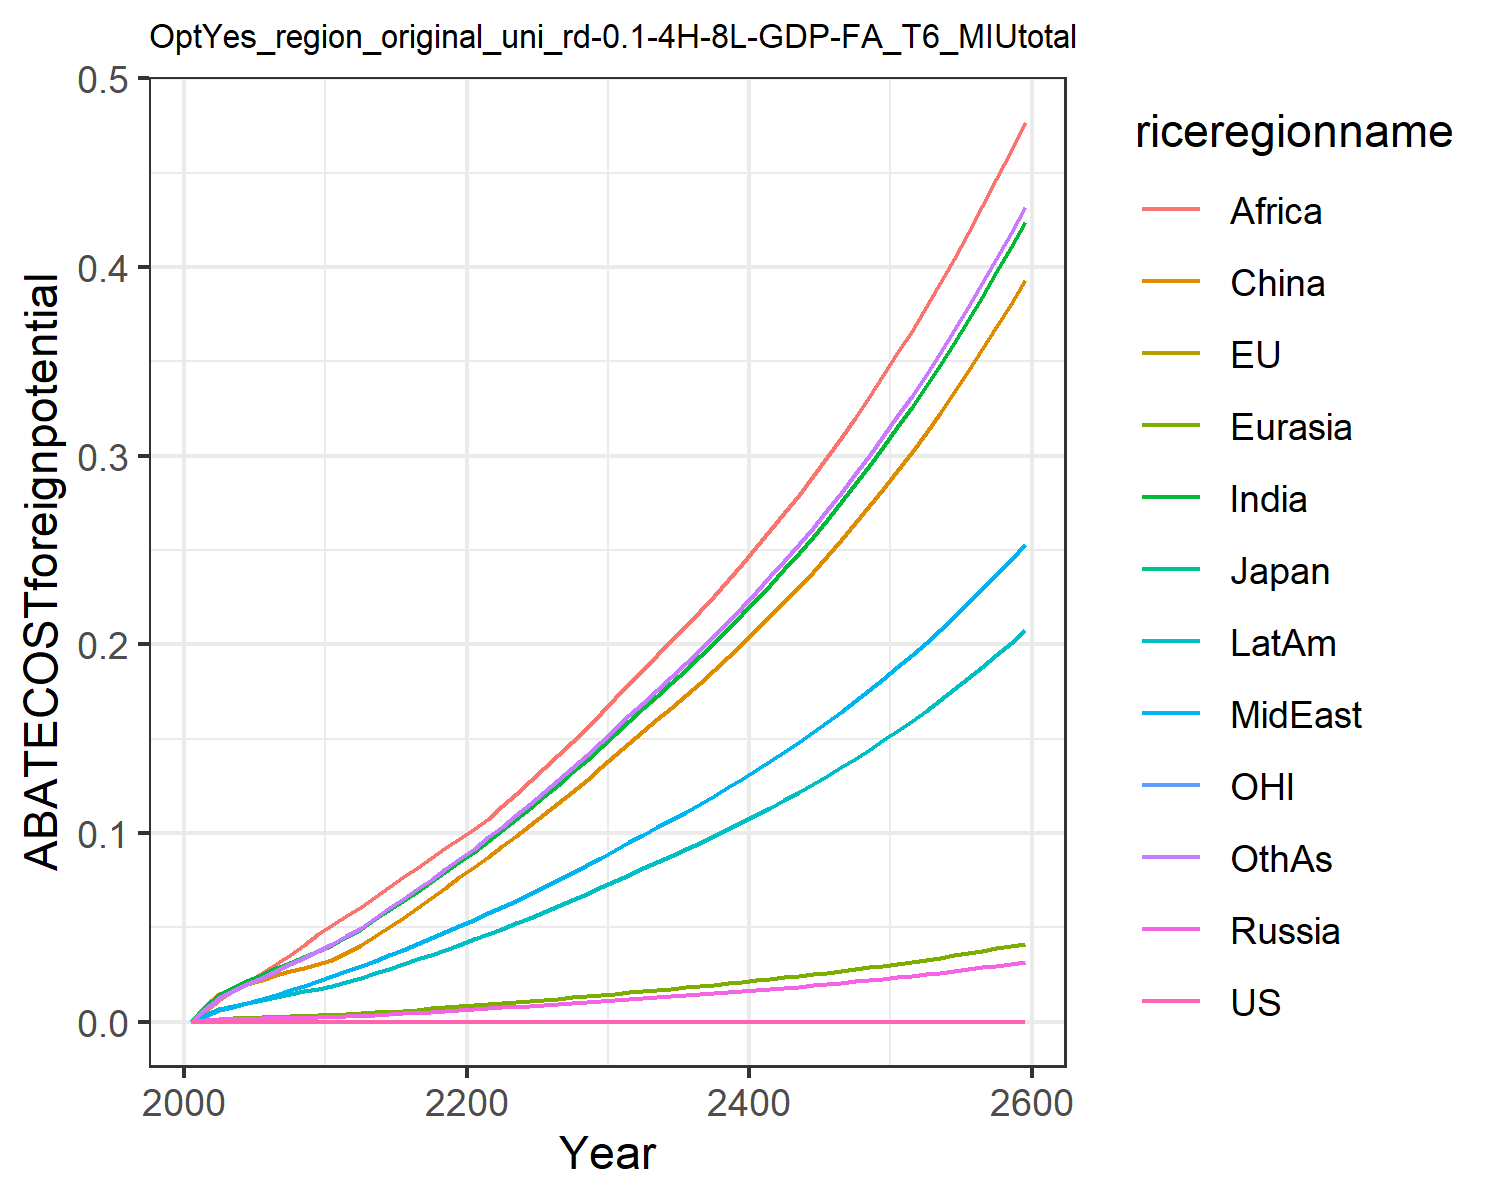 OptYes_region_original_uni_rd-0.1-4H-8L-GDP-FA_T6_MIUtotal
0.5
0.4
0.3
0.2
0.1
0.0
ABATECOSTforeignpotential
2000
2200
2400
2600
Year
riceregionname
Africa
China
EU
Eurasia
India
Japan
LatAm
MidEast
OHI
OthAs
Russia
US